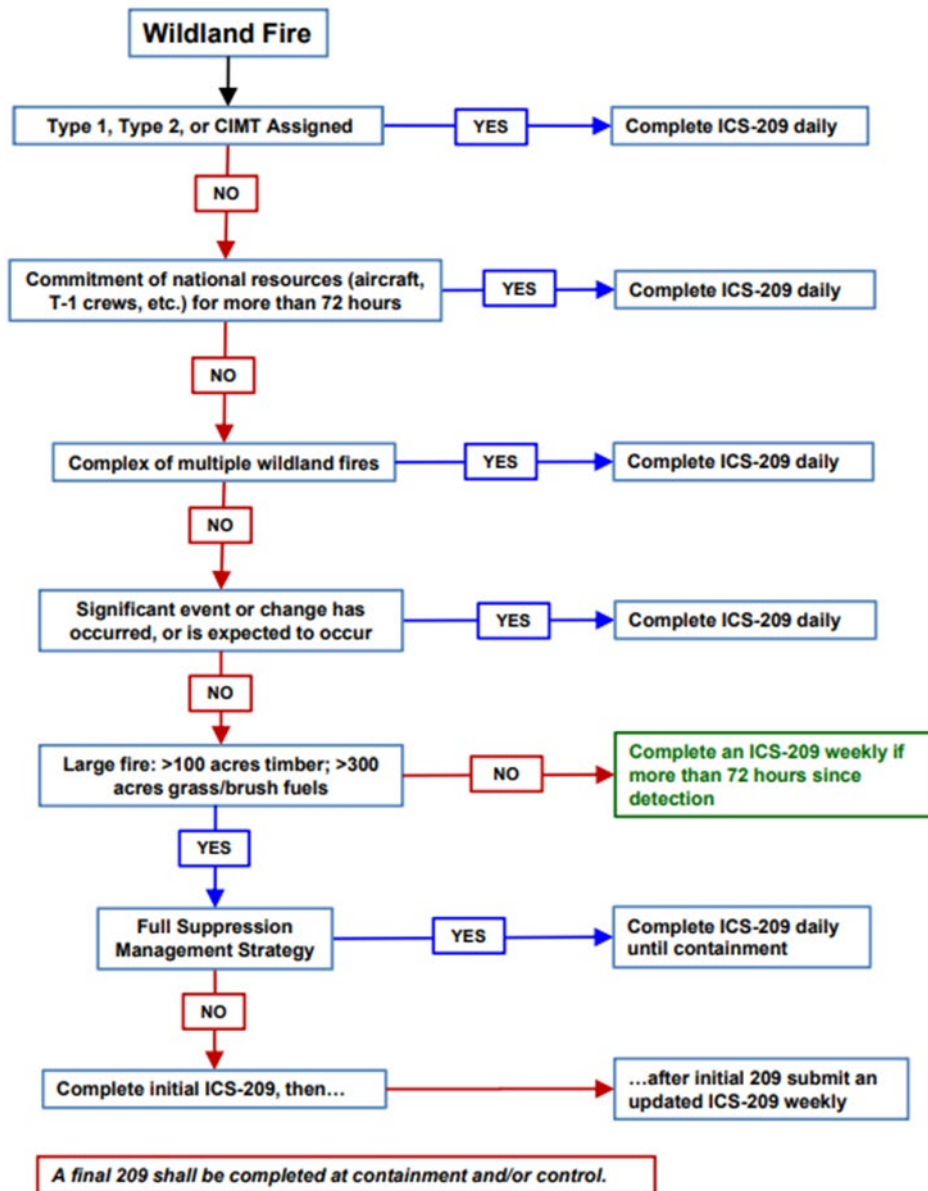 Wildland Fire
Type 1, Type 2, or CIMT Assigned
YES
Complete ICS-209 daily
NO
Commitment of national resources (aircraft,
T-1 crews, etc.) for more than 72 hours
YES
Complete ICS-209 daily
NO
Complex of multiple wildland fires
YES
Complete ICS-209 daily
NO
Significant event or change has
occurred, or is expected to occur
YES
Complete ICS-209 daily
NO
Large fire: >100 acres timber; >300
acres grass/brush fuels
NO
Complete an ICS-209 weekly if
more than 72 hours since
detection
YES
Full Suppression
Management Strategy
YES
Complete ICS-209 daily
until containment
NO
Complete initial ICS-209, then…
…after initial 209 submit an
updated ICS-209 weekly
A final 209 shall be completed at containment and/or control.